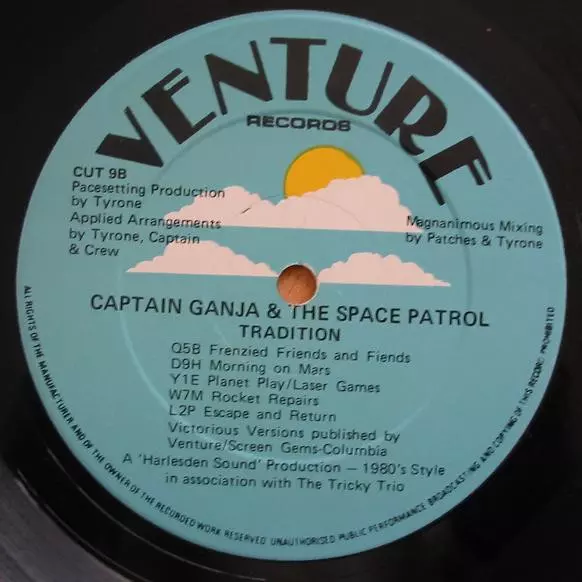 VENTURE
RECORDS
CUT 9B
Pacesetting Production
by Tyrone
Applied Arrangements
by Tyrone, Captain
& Crew
Magnanimous Mixing
by Patches & Tyrone
CAPTAIN GANJA & THE SPACE PATROL
TRADITION
Q5B Frenzied Friends and Fiends
D9H Morning on Mars
Y1E Planet Play/Laser Games
W7M Rocket Repairs
L2P Escape and Return
Victorious Versions published by
Venture/Screen Gems-Columbia
A 'Harlesden Sound' Production – 1980's Style
in association with The Tricky Trio
ALL RIGHTS OF THE MANUFACTURER AND OF THE OWNER OF THE RECORDED WORK RESERVED UNAUTHORISED PUBLIC PERFORMANCE BROADCASTING AND COPYING OF THIS RECORD PROHIBITED